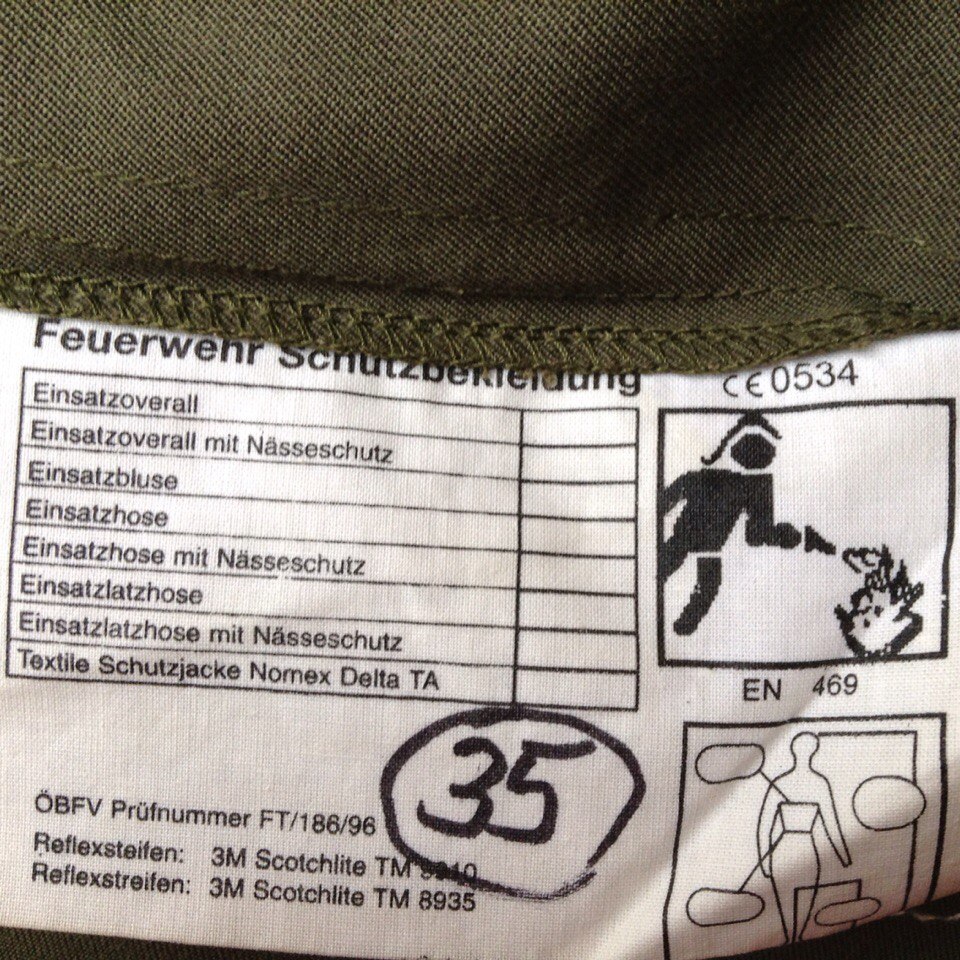 Feuerwehr Schutzbekleidung
CE 0534
Einsatzoverall
Einsatzoverall mit Nässeschutz
Einsatzbluse
Einsatzhose
Einsatzhose mit Nässeschutz
Einsatzlatzhose
Einsatzlatzhose mit Nässeschutz
Textile Schutzjacke Nomex Delta TA
EN 469
35
ÖBFV Prüfnummer FT/186/96
Reflexsteifen: 3M Scotchlite TM
Reflexstreifen: 3M Scotchlite TM 8935